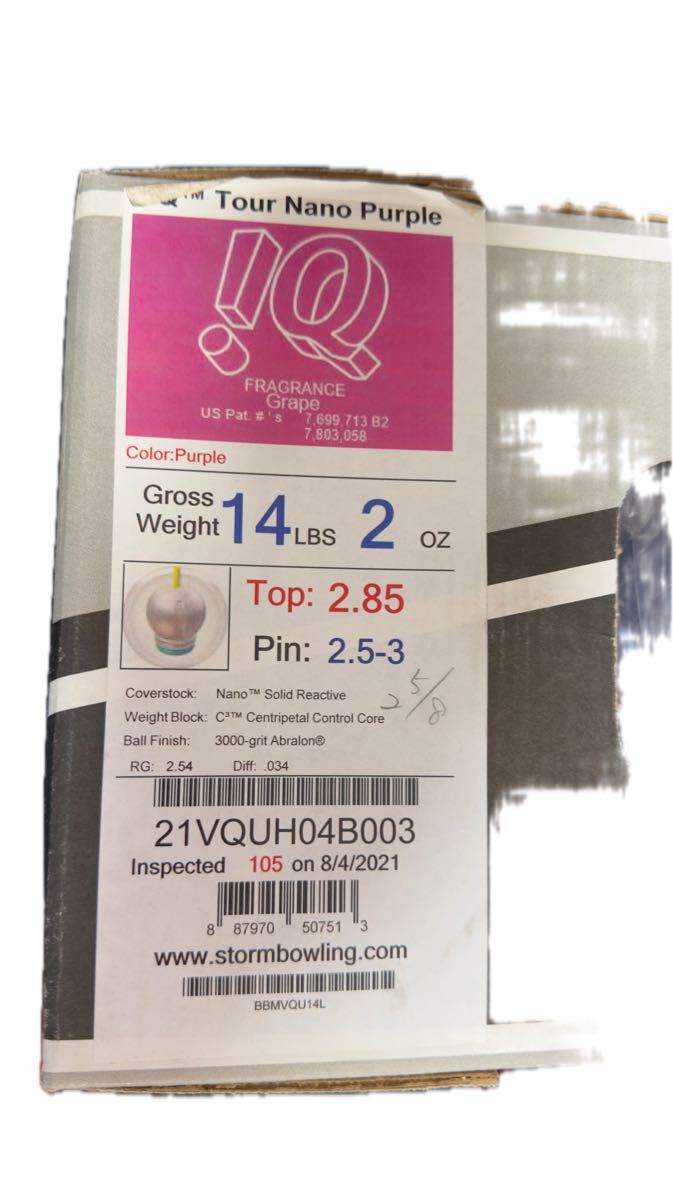 Q™ Tour Nano Purple
!Q
FRAGRANCE
Grape
US Pat. # ' s 7,699,713 B2
7,803,058
Color:Purple
Gross Weight 14 LBS 2 OZ
Top: 2.85
Pin: 2.5-3
2 5/8
Coverstock: Nano™ Solid Reactive
Weight Block: C³™ Centripetal Control Core
Ball Finish: 3000-grit Abralon®
RG: 2.54 Diff: .034
21VQUH04B003
Inspected 105 on 8/4/2021
8 87970 50751 3
www.stormbowling.com
BBMVQU14L